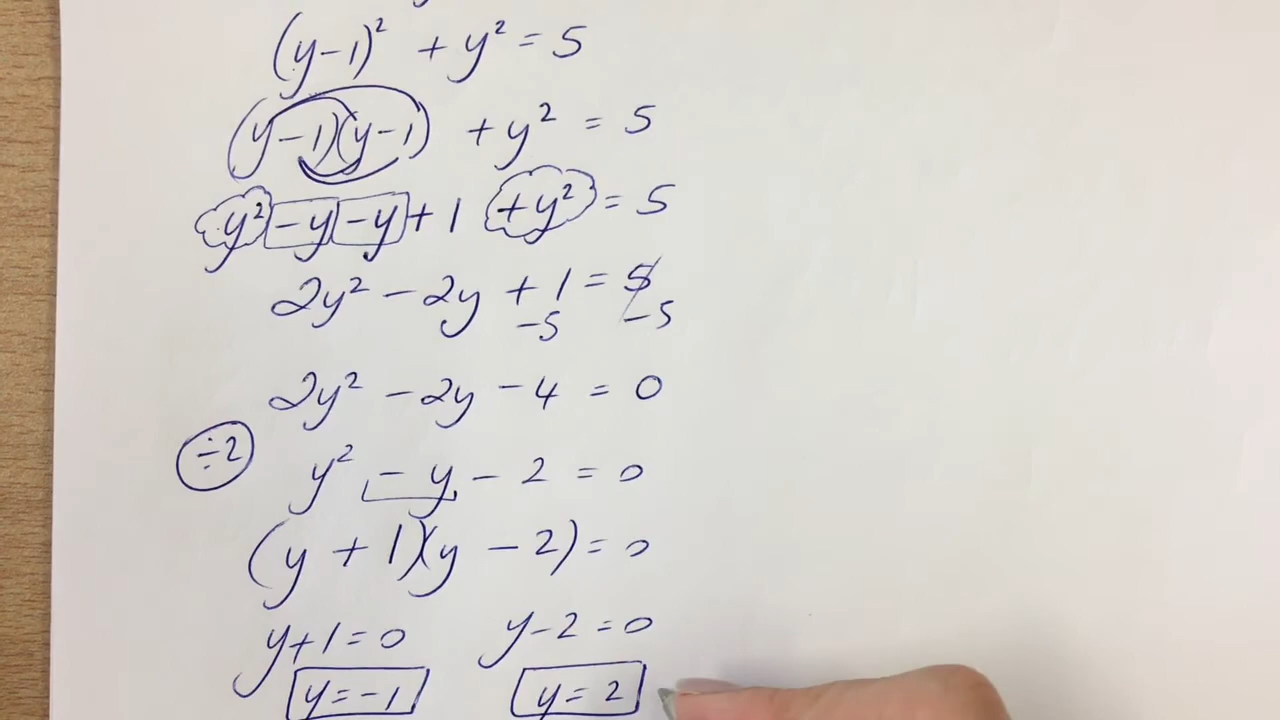 (y-1)² + y² = 5
(y-1)(y-1) + y² = 5
y² - y - y + 1 + y² = 5
2y² - 2y + 1 = 5
-5 -5
2y² - 2y - 4 = 0
÷2
y² - y - 2 = 0
(y + 1)(y - 2) = 0
y+1=0 y-2=0
y=-1 y=2